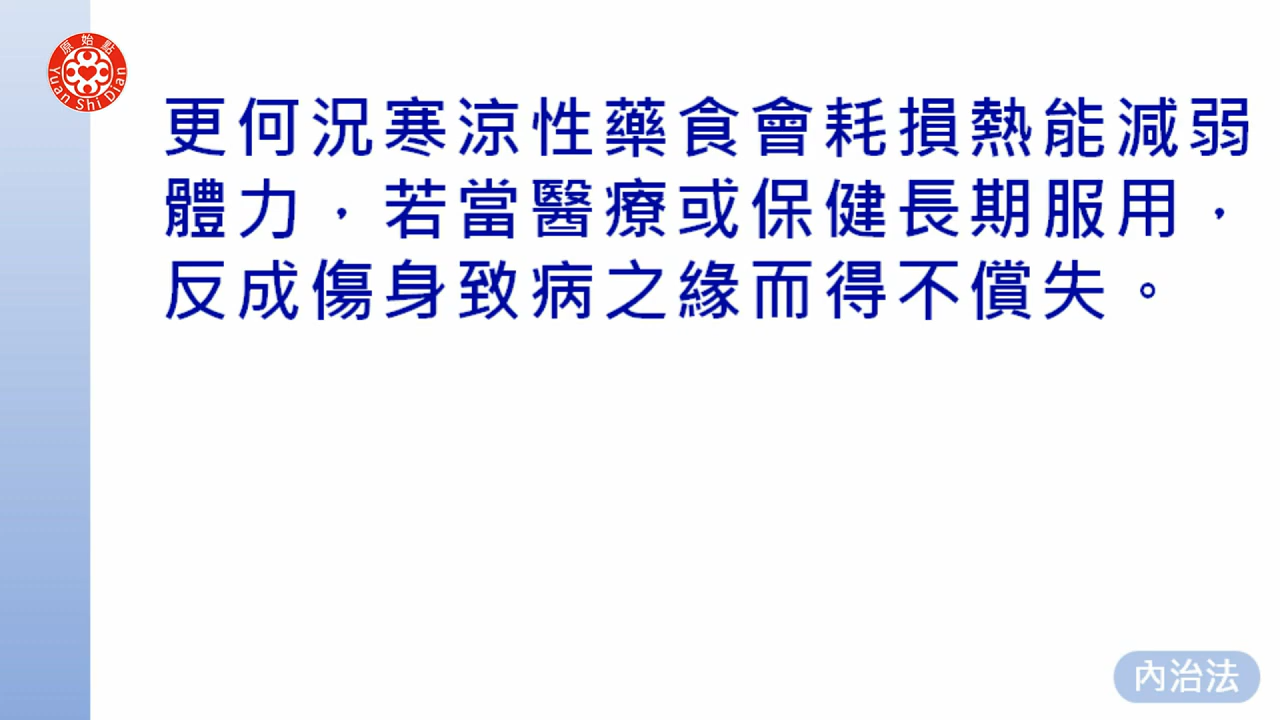 原始點
Yuan Shi Dian
更何況寒涼性藥食會耗損熱能減弱
體力，若當醫療或保健長期服用，
反成傷身致病之緣而得不償失。
內治法